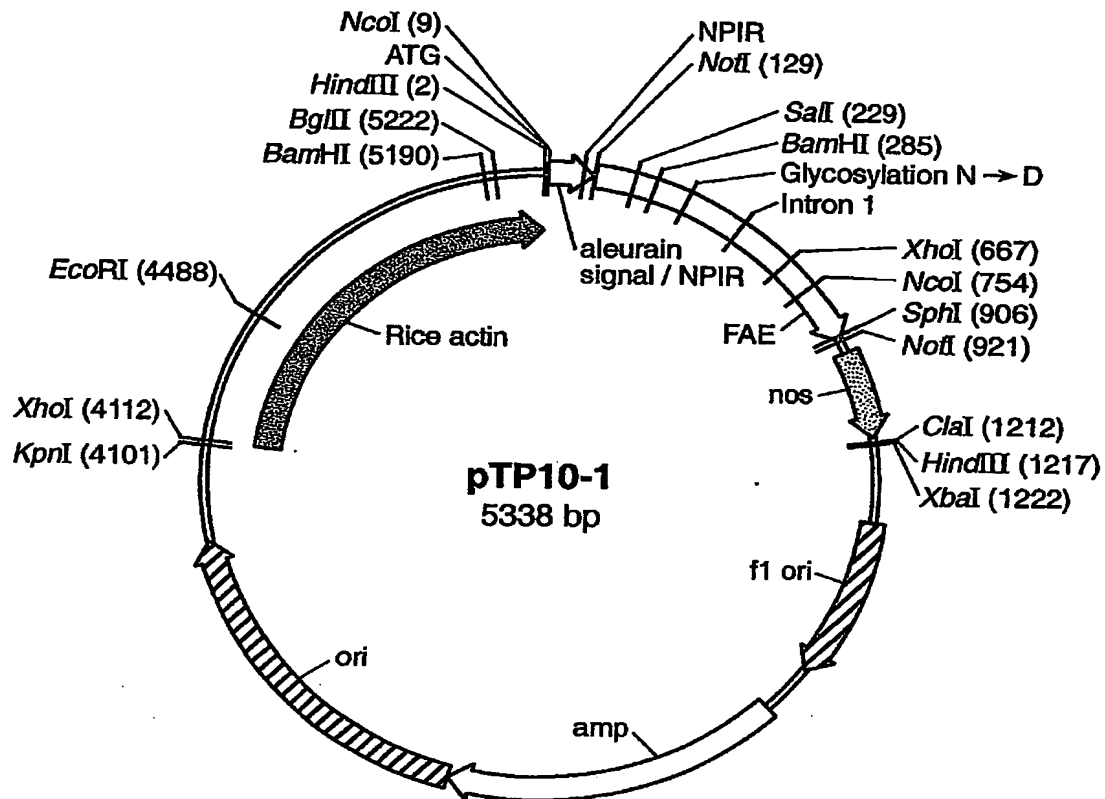 NcoI (9)
ATG
HindIII (2)
BglII (5222)
BamHI (5190)
NPIR
NotI (129)
SalI (229)
BamHI (285)
Glycosylation N → D
Intron 1
XhoI (667)
NcoI (754)
SphI (906)
NotI (921)
aleurain
signal / NPIR
FAE
EcoRI (4488)
Rice actin
nos
XhoI (4112)
KpnI (4101)
ClaI (1212)
HindIII (1217)
XbaI (1222)
pTP10-1
5338 bp
f1 ori
ori
amp